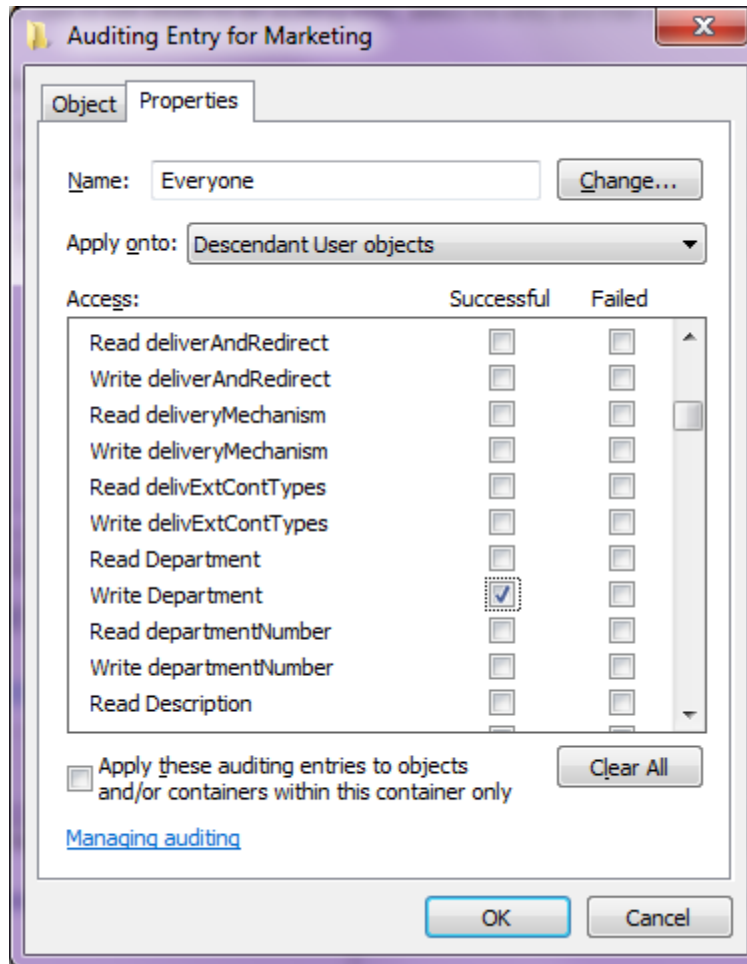 Auditing Entry for Marketing
Object Properties
Name: Everyone Change...
Apply onto: Descendant User objects
Access: Successful Failed
Read deliverAndRedirect
Write deliverAndRedirect
Read deliveryMechanism
Write deliveryMechanism
Read delivExtContTypes
Write delivExtContTypes
Read Department
Write Department
Read departmentNumber
Write departmentNumber
Read Description
Apply these auditing entries to objects
and/or containers within this container only
Clear All
Managing auditing
OK Cancel